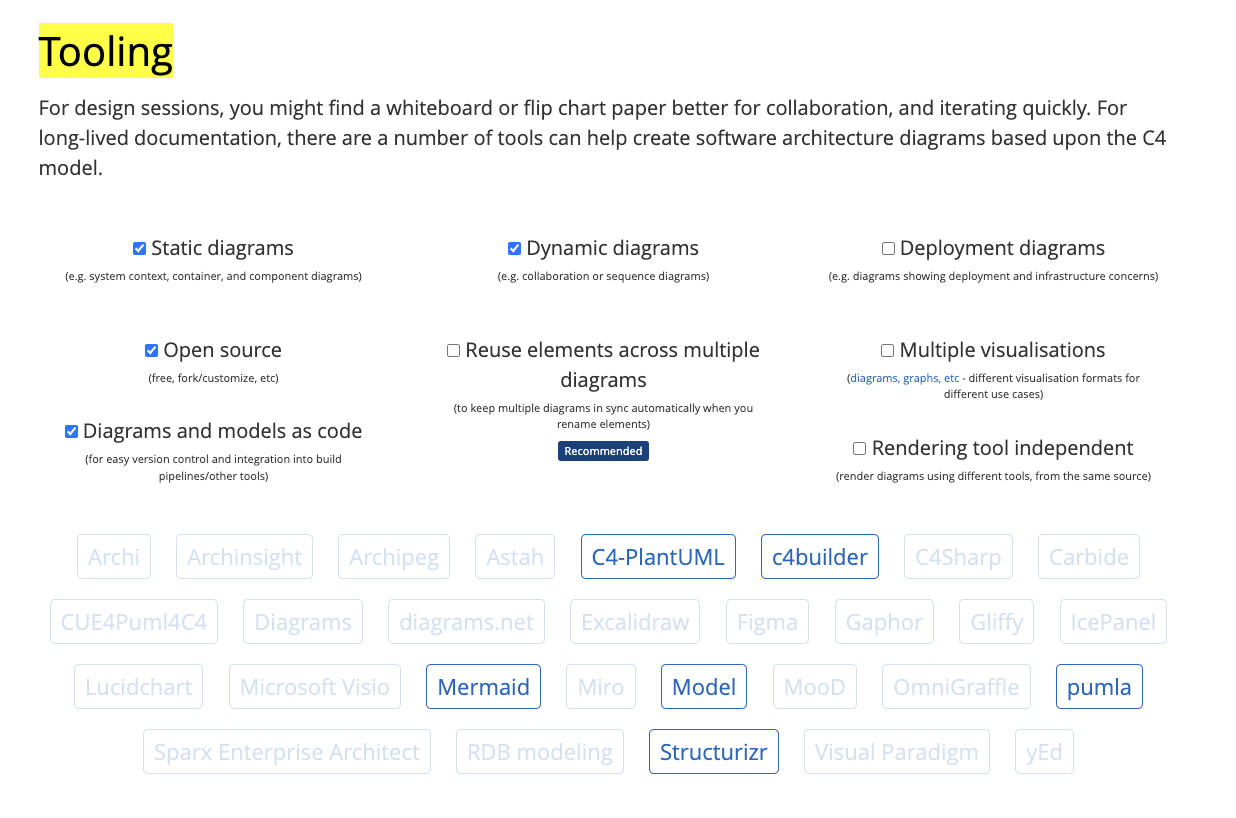 Tooling
For design sessions, you might find a whiteboard or flip chart paper better for collaboration, and iterating quickly. For
long-lived documentation, there are a number of tools can help create software architecture diagrams based upon the C4
model.
Static diagrams
(e.g. system context, container, and component diagrams)
Dynamic diagrams
(e.g. collaboration or sequence diagrams)
Deployment diagrams
(e.g. diagrams showing deployment and infrastructure concerns)
Open source
(free, fork/customize, etc)
Reuse elements across multiple
diagrams
(to keep multiple diagrams in sync automatically when you
rename elements)
Recommended
Multiple visualisations
(diagrams, graphs, etc - different visualisation formats for
different use cases)
Diagrams and models as code
(for easy version control and integration into build
pipelines/other tools)
Rendering tool independent
(render diagrams using different tools, from the same source)
Archi Archinsight Archipeg Astah C4-PlantUML c4builder C4Sharp Carbide
CUE4Puml4C4 Diagrams diagrams.net Excalidraw Figma Gaphor Gliffy IcePanel
Lucidchart Microsoft Visio Mermaid Miro Model MooD OmniGraffle pumla
Sparx Enterprise Architect RDB modeling Structurizr Visual Paradigm yEd